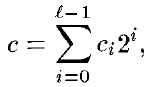 $c = \sum_{i=0}^{\ell-1} c_i 2^i,$